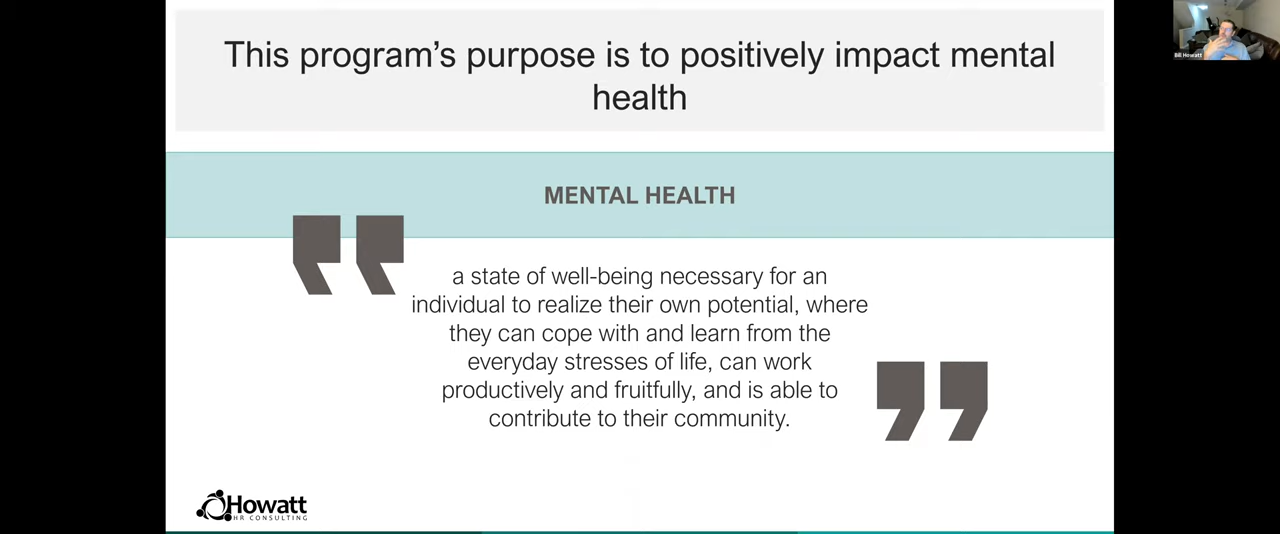 This program's purpose is to positively impact mental
health
Bill Howatt
MENTAL HEALTH
a state of well-being necessary for an
individual to realize their own potential, where
they can cope with and learn from the
everyday stresses of life, can work
productively and fruitfully, and is able to
contribute to their community.
Howatt
HR CONSULTING